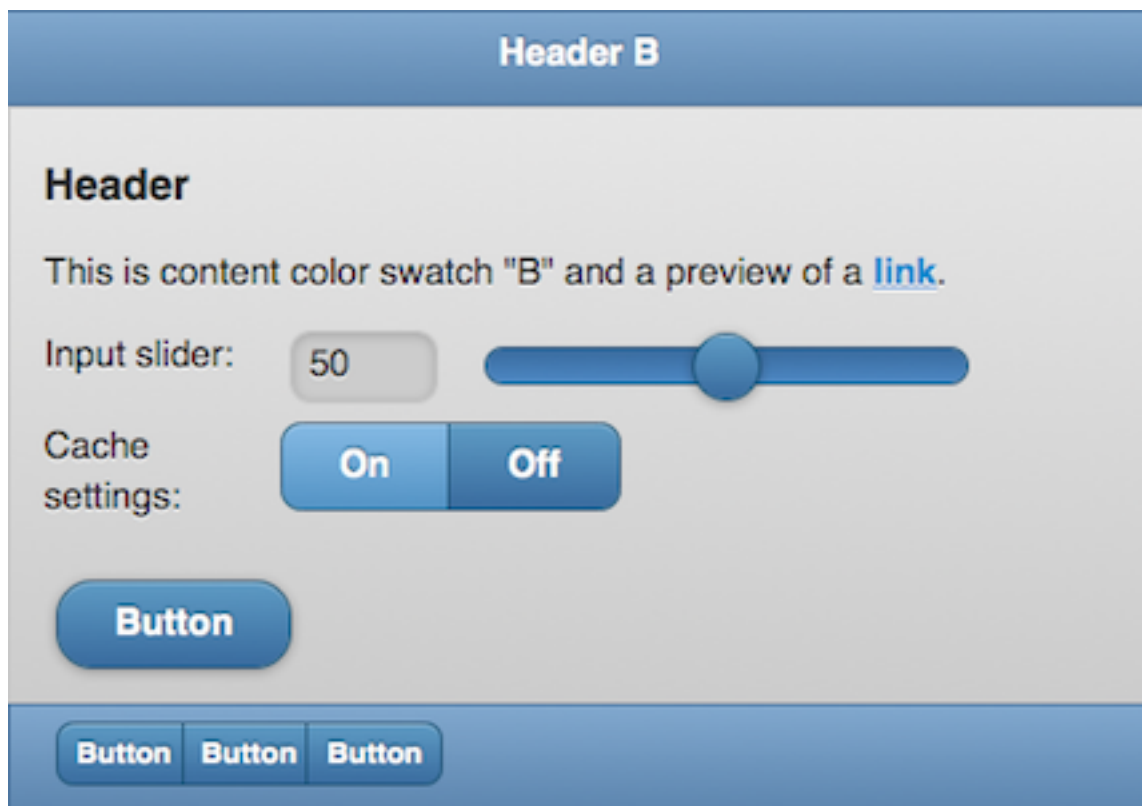 Header B
Header
This is content color swatch "B" and a preview of a link.
Input slider: 50
Cache
settings:
On Off
Button
Button Button Button